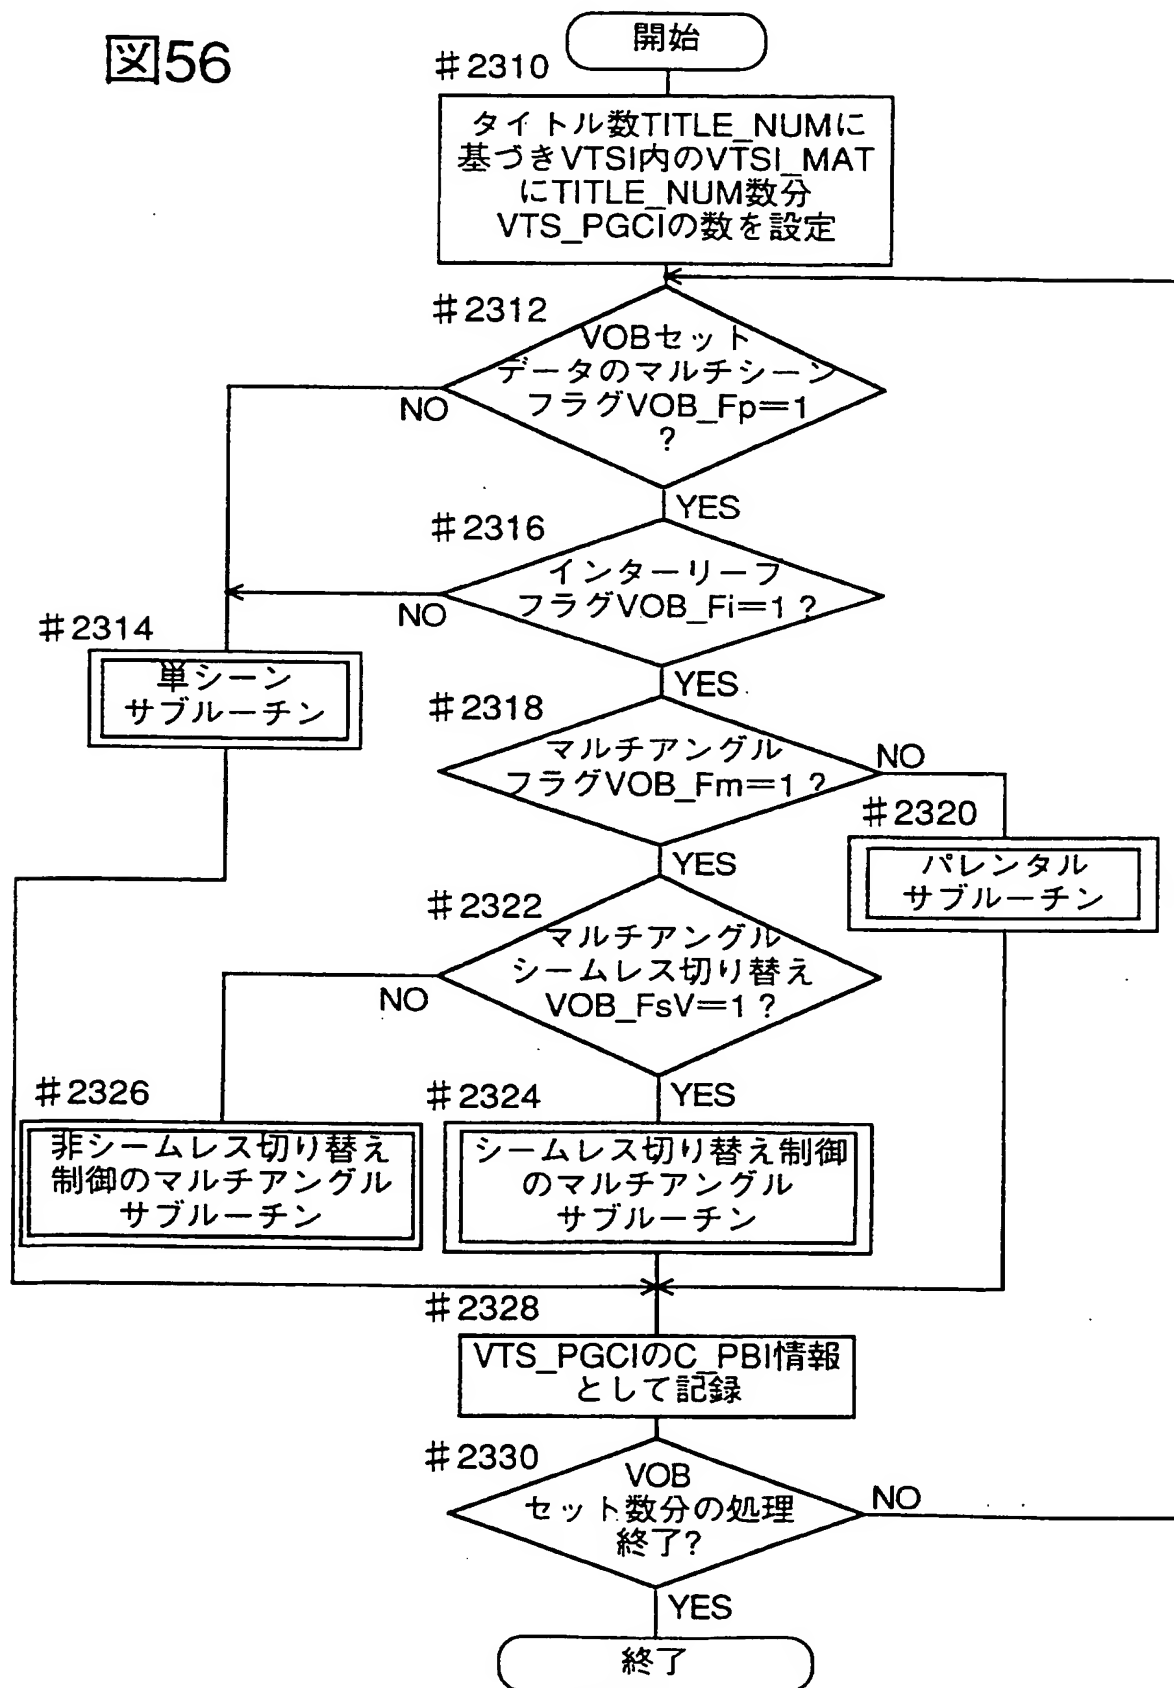 図56
開始
#2310
タイトル数TITLE_NUMに
基づきVTSI内のVTSI_MAT
にTITLE_NUM数分
VTS_PGCIの数を設定
#2312
VOBセット
データのマルチシーン
フラグVOB_Fp=1
?
NO
YES
#2316
インターリーフ
フラグVOB_Fi=1?
NO
YES
#2314
単シーン
サブルーチン
#2318
マルチアングル
フラグVOB_Fm=1?
NO
YES
#2320
パレンタル
サブルーチン
#2322
マルチアングル
シームレス切り替え
VOB_FsV=1?
NO
YES
#2326
非シームレス切り替え
制御のマルチアングル
サブルーチン
#2324
シームレス切り替え制御
のマルチアングル
サブルーチン
#2328
VTS_PGCIのC_PBI情報
として記録
#2330
VOB
セット数分の処理
終了?
NO
YES
終了